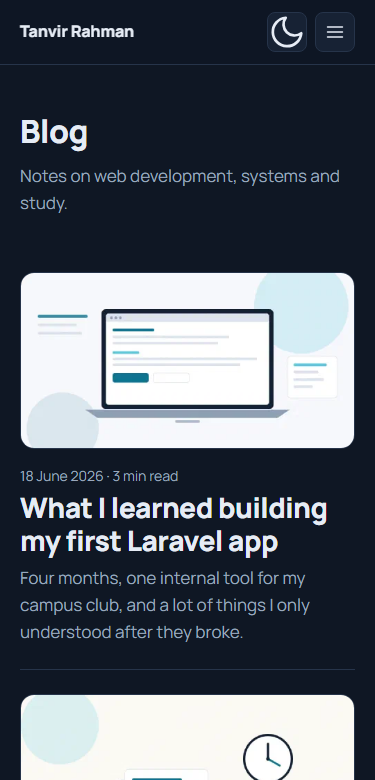 Tanvir Rahman
Blog
Notes on web development, systems and
study.
18 June 2026 · 3 min read
What I learned building
my first Laravel app
Four months, one internal tool for my
campus club, and a lot of things I only
understood after they broke.